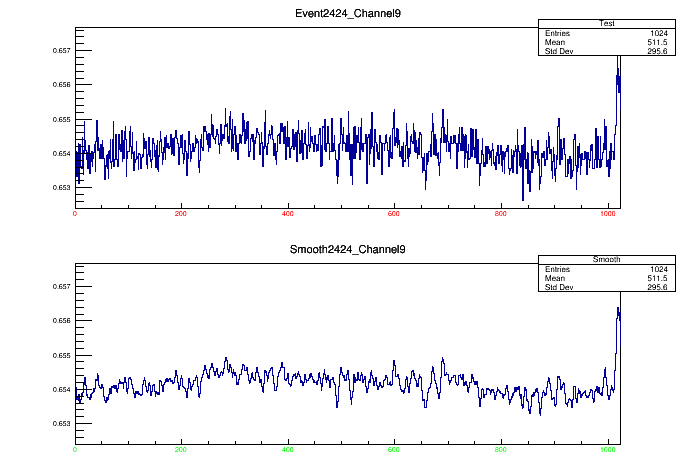 Event2424_Channel9
Test
Entries 1024
Mean 511.5
Std Dev 295.6
0.657
0.656
0.655
0.654
0.653
0 200 400 600 800 1000
Smooth2424_Channel9
Smooth
Entries 1024
Mean 511.5
Std Dev 295.6
0.657
0.656
0.655
0.654
0.653
0 200 400 600 800 1000